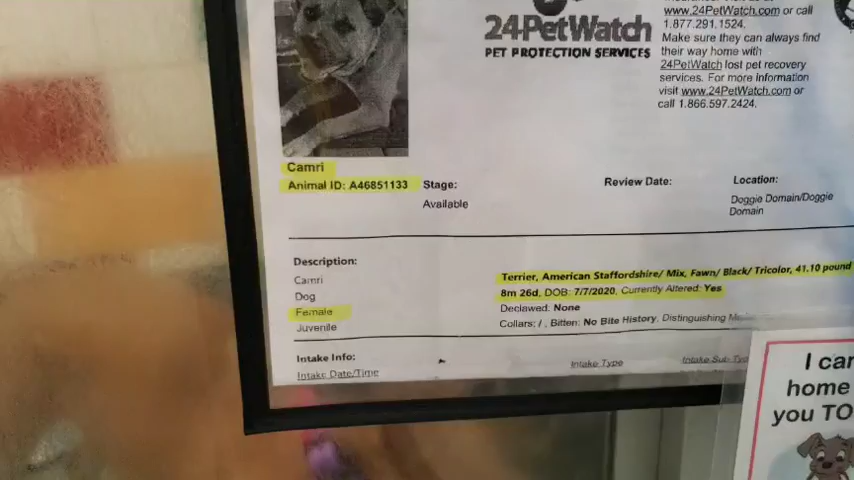 www.24PetWatch.com or call
1.877.291.1524.
Make sure they can always find
their way home with
24PetWatch lost pet recovery
services. For more information
visit www.24PetWatch.com or
call 1.866.597.2424.
24PetWatch
PET PROTECTION SERVICES
Camri
Animal ID: A46851133 Stage: Review Date: Location:
Available Doggie Domain/Doggie
Domain
Description:
Camri Terrier, American Staffordshire/ Mix, Fawn/ Black/ Tricolor, 41.10 pound
Dog 8m 26d, DOB: 7/7/2020, Currently Altered: Yes
Female Declawed: None
Juvenile Collars: / , Bitten: No Bite History, Distinguishing
Intake Info:
Intake Date/Time Intake Type Intake Sub
I can
home
you TO